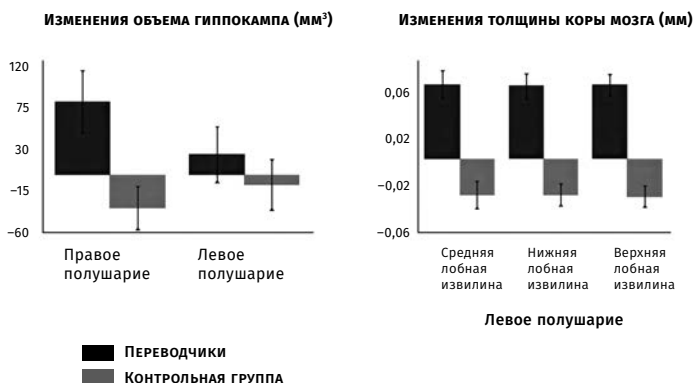 Изменения объема гиппокампа (мм³)
120
75
30
–15
–60
Правое
полушарие
Левое
полушарие
Изменения толщины коры мозга (мм)
0,06
0,02
–0,02
–0,06
Средняя
лобная
извилина
Нижняя
лобная
извилина
Верхняя
лобная
извилина
Левое полушарие
Переводчики
Контрольная группа